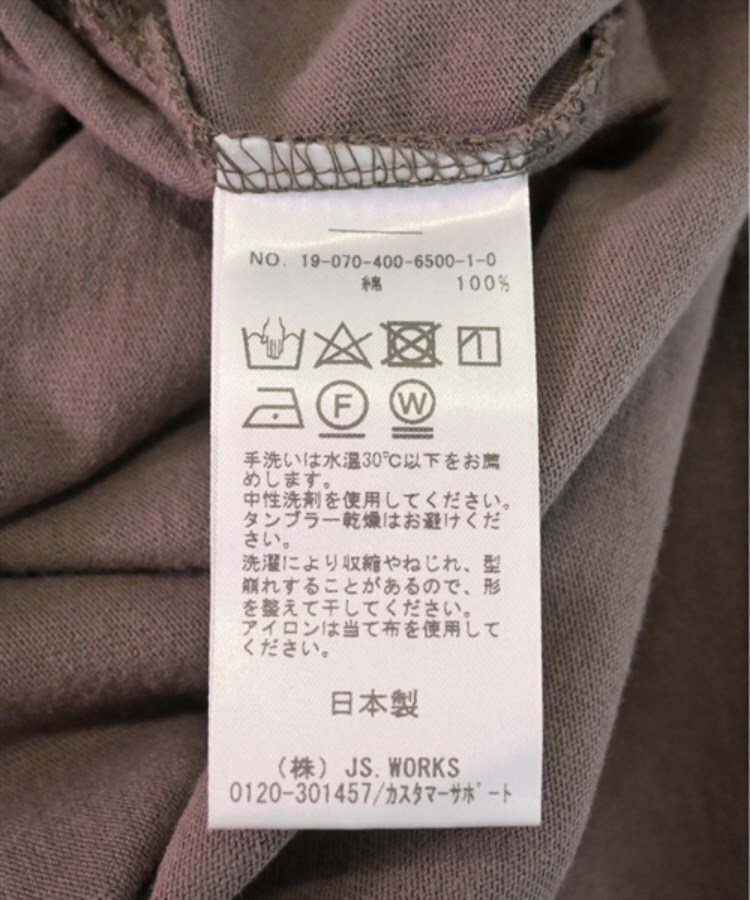 NO. 19-070-400-6500-1-0
綿 100%
F W
手洗いは水温30℃以下をお薦
めします。
中性洗剤を使用してください。
タンブラー乾燥はお避けくだ
さい。
洗濯により収縮やねじれ、型
崩れすることがあるので、形
を整えて干してください。
アイロンは当て布を使用して
ください。
日本製
(株) JS.WORKS
0120-301457/カスタマーサポート